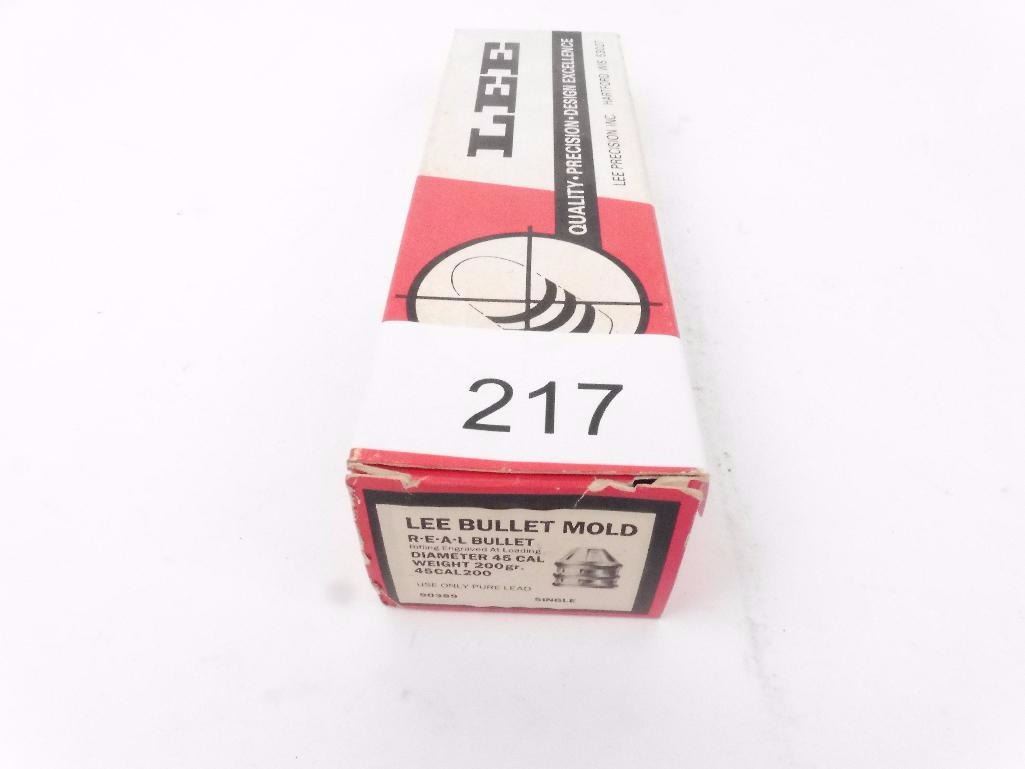 LEE
QUALITY•PRECISION•DESIGN EXCELLENCE
LEE PRECISION INC. HARTFORD WIS 53027
217
LEE BULLET MOLD
R•E•A•L BULLET
Rifling Engraved At Loading
DIAMETER 45 CAL
WEIGHT 200gr.
45CAL200
USE ONLY PURE LEAD
90389 SINGLE